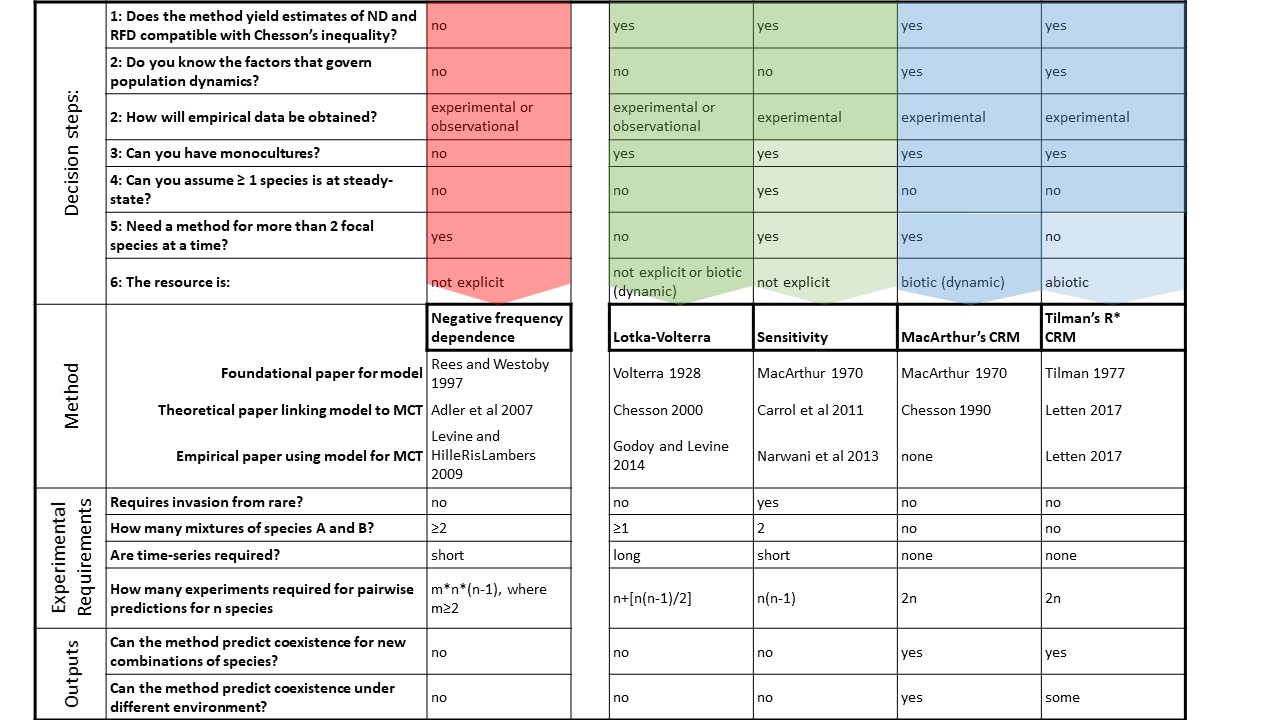 Decision steps:
1: Does the method yield estimates of ND and
RFD compatible with Chesson's inequality?
no
yes
yes
yes
yes
2: Do you know the factors that govern
population dynamics?
no
no
no
yes
yes
2: How will empirical data be obtained?
experimental or
observational
experimental or
observational
experimental
experimental
experimental
3: Can you have monocultures?
no
yes
yes
yes
yes
4: Can you assume ≥ 1 species is at steady-
state?
no
no
yes
no
no
5: Need a method for more than 2 focal
species at a time?
yes
no
yes
yes
no
6: The resource is:
not explicit
not explicit or biotic
(dynamic)
not explicit
biotic (dynamic)
abiotic
Method
Negative frequency
dependence
Lotka-Volterra
Sensitivity
MacArthur's CRM
Tilman's R*
CRM
Foundational paper for model
Rees and Westoby
1997
Volterra 1928
MacArthur 1970
MacArthur 1970
Tilman 1977
Theoretical paper linking model to MCT
Adler et al 2007
Chesson 2000
Carrol et al 2011
Chesson 1990
Letten 2017
Empirical paper using model for MCT
Levine and
HilleRisLambers
2009
Godoy and Levine
2014
Narwani et al 2013
none
Letten 2017
Experimental
Requirements
Requires invasion from rare?
no
no
yes
no
no
How many mixtures of species A and B?
≥2
≥1
2
no
no
Are time-series required?
short
long
short
none
none
How many experiments required for pairwise
predictions for n species
m*n*(n-1), where
m≥2
n+[n(n-1)/2]
n(n-1)
2n
2n
Outputs
Can the method predict coexistence for new
combinations of species?
no
no
no
yes
yes
Can the method predict coexistence under
different environment?
no
no
no
yes
some